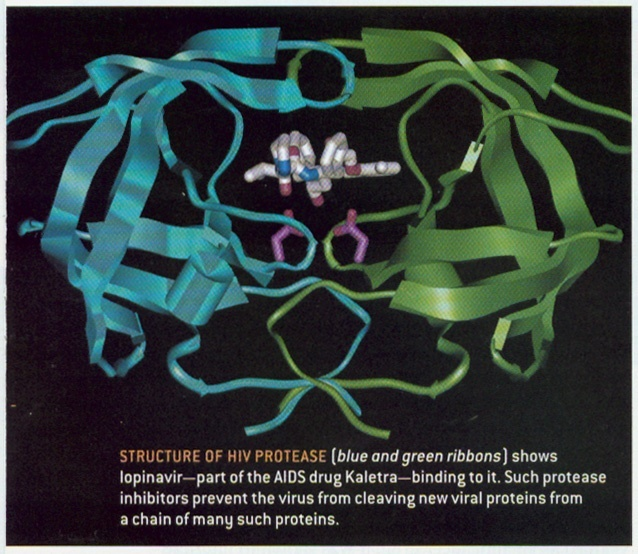 STRUCTURE OF HIV PROTEASE (blue and green ribbons) shows
lopinavir—part of the AIDS drug Kaletra—binding to it. Such protease
inhibitors prevent the virus from cleaving new viral proteins from
a chain of many such proteins.